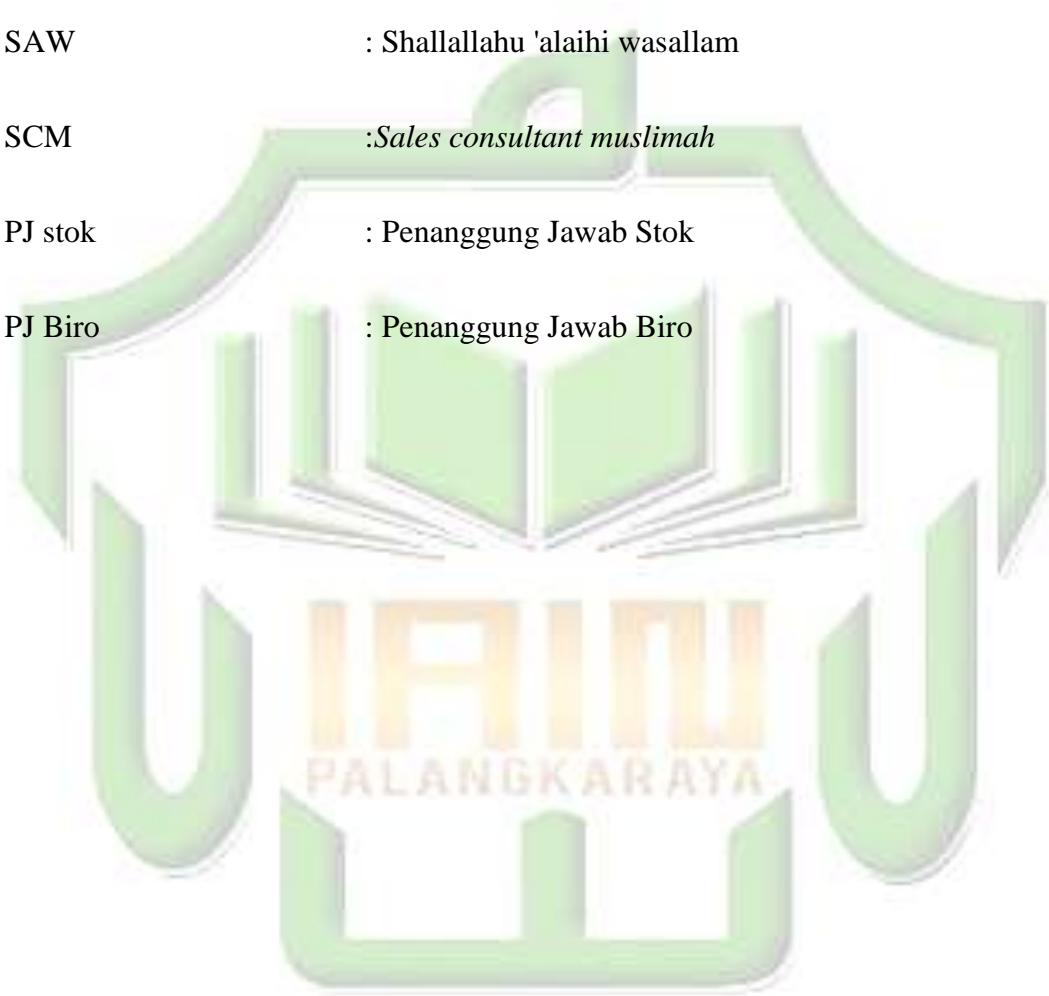 SAW : Shallallahu 'alaihi wasallam
SCM :Sales consultant muslimah
PJ stok : Penanggung Jawab Stok
PJ Biro : Penanggung Jawab Biro
IAIN
PALANGKARAYA